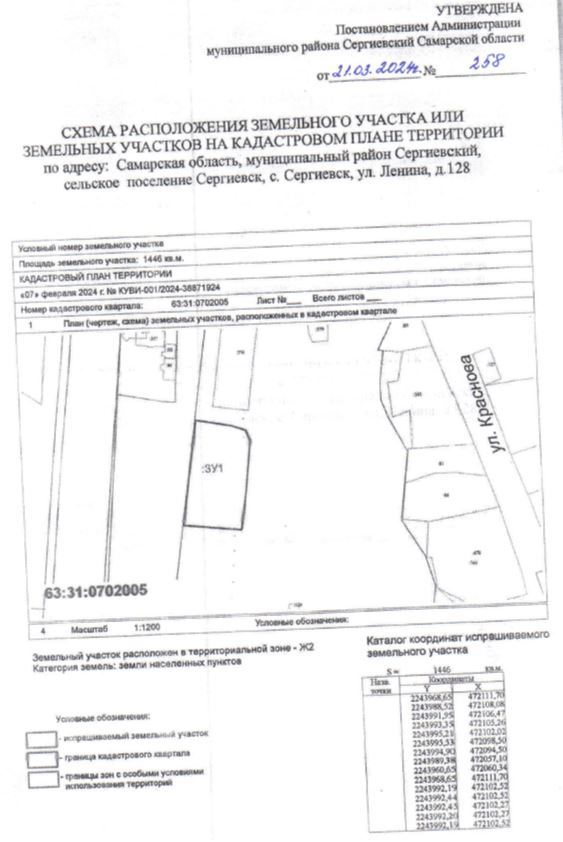 УТВЕРЖДЕНА
Постановлением Администрации
муниципального района Сергиевский Самарской области
от 21.03.2024г. № 258
СХЕМА РАСПОЛОЖЕНИЯ ЗЕМЕЛЬНОГО УЧАСТКА ИЛИ
ЗЕМЕЛЬНЫХ УЧАСТКОВ НА КАДАСТРОВОМ ПЛАНЕ ТЕРРИТОРИИ
по адресу: Самарская область, муниципальный район Сергиевский,
сельское поселение Сергиевск, с. Сергиевск, ул. Ленина, д.128
Условный номер земельного участка
Площадь земельного участка: 1446 кв.м.
КАДАСТРОВЫЙ ПЛАН ТЕРРИТОРИИ
«07» февраля 2024 г. № КУВИ-001/2024-38871924
Номер кадастрового квартала: 63:31:0702005 Лист №___ Всего листов ___
1 План (чертеж, схема) земельных участков, расположенных в кадастровом квартале
ул. Краснова
:ЗУ1
63:31:0702005
4 Масштаб 1:1200 Условные обозначения:
Земельный участок расположен в территориальной зоне - Ж2
Категория земель: земли населенных пунктов
Каталог координат испрашиваемого
земельного участка
S = 1446 кв.м.
Назв. точки Координаты
Y X
2243968,65 472111,70
2243988,52 472108,08
2243991,95 472106,47
2243993,35 472105,26
2243995,21 472102,02
2243995,53 472098,50
2243994,90 472094,50
2243989,38 472057,10
2243960,65 472060,34
2243968,65 472111,70
2243992,19 472102,52
2243992,44 472102,52
2243992,45 472102,27
2243992,20 472102,27
2243992,19 472102,52
Условные обозначения:
- испрашиваемый земельный участок
- граница кадастрового квартала
- границы зон с особыми условиями
использования территорий